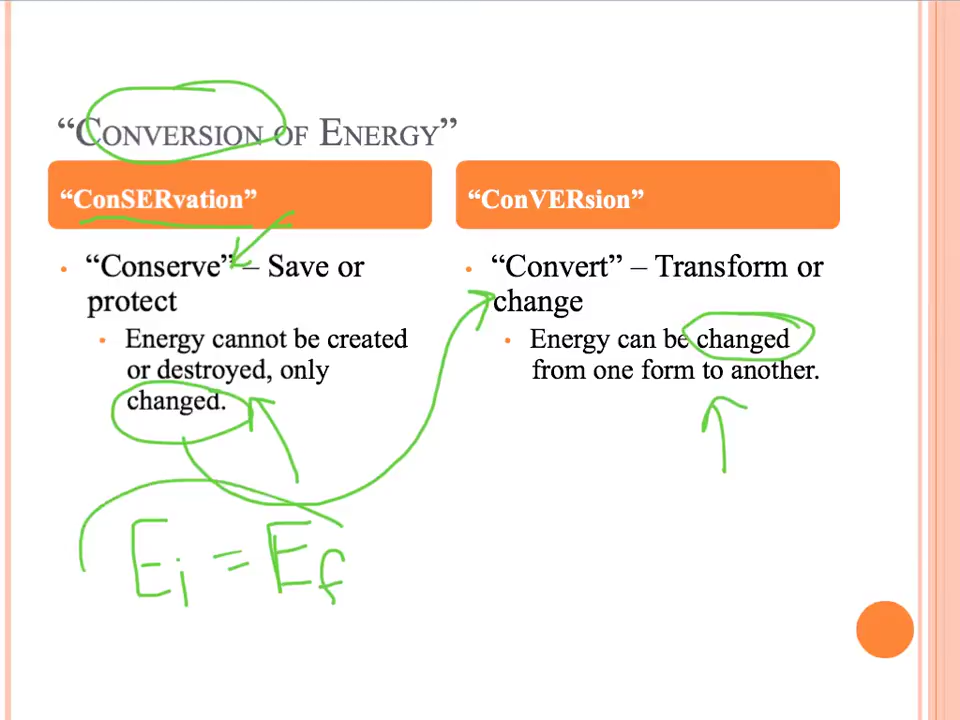 “CONVERSION OF ENERGY”
“ConSERvation”
“Conserve” – Save or
protect
Energy cannot be created
or destroyed, only
changed.
Ei = Ef
“ConVERsion”
“Convert” – Transform or
change
Energy can be changed
from one form to another.